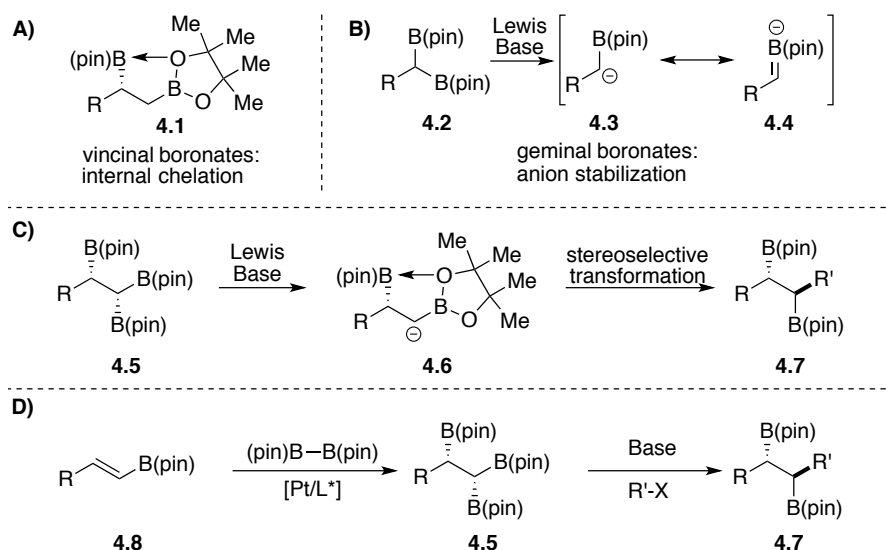 A)
(pin)B
O
Me
Me
Me
Me
B
O
R
4.1
vincinal boronates:
internal chelation
B)
B(pin)
R
B(pin)
4.2
Lewis
Base
B(pin)
R
⊖
4.3
⊖
B(pin)
R
4.4
geminal boronates:
anion stabilization
C)
B(pin)
B(pin)
R
B(pin)
4.5
Lewis
Base
(pin)B
O
Me
Me
Me
Me
B
O
R
⊖
4.6
stereoselective
transformation
B(pin)
R'
R
B(pin)
4.7
D)
B(pin)
R
4.8
(pin)B–B(pin)
[Pt/L*]
B(pin)
B(pin)
R
B(pin)
4.5
Base
R'-X
B(pin)
R'
R
B(pin)
4.7